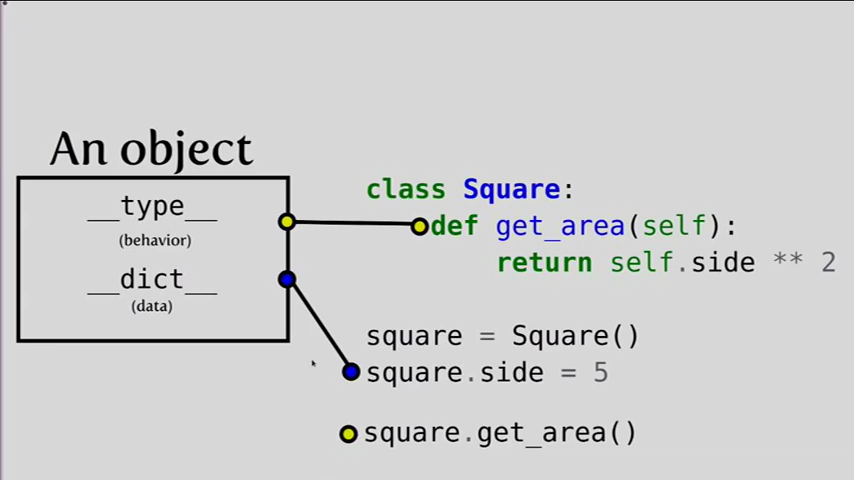 An object
__type__
(behavior)
__dict__
(data)
class Square:
def get_area(self):
return self.side ** 2
square = Square()
square.side = 5
square.get_area()